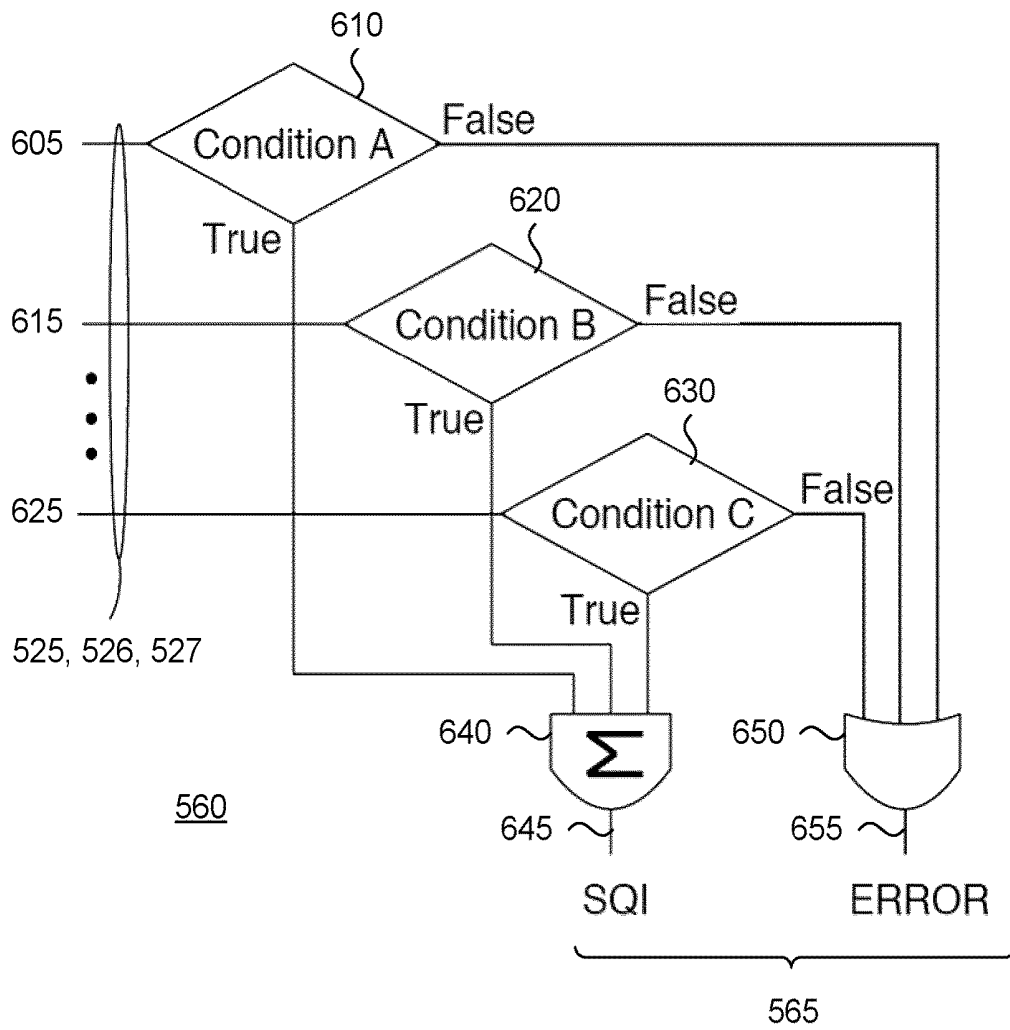 610
605
Condition A
False
True
620
615
Condition B
False
True
630
625
Condition C
False
True
525, 526, 527
640
Σ
650
560
645
655
SQI
ERROR
565